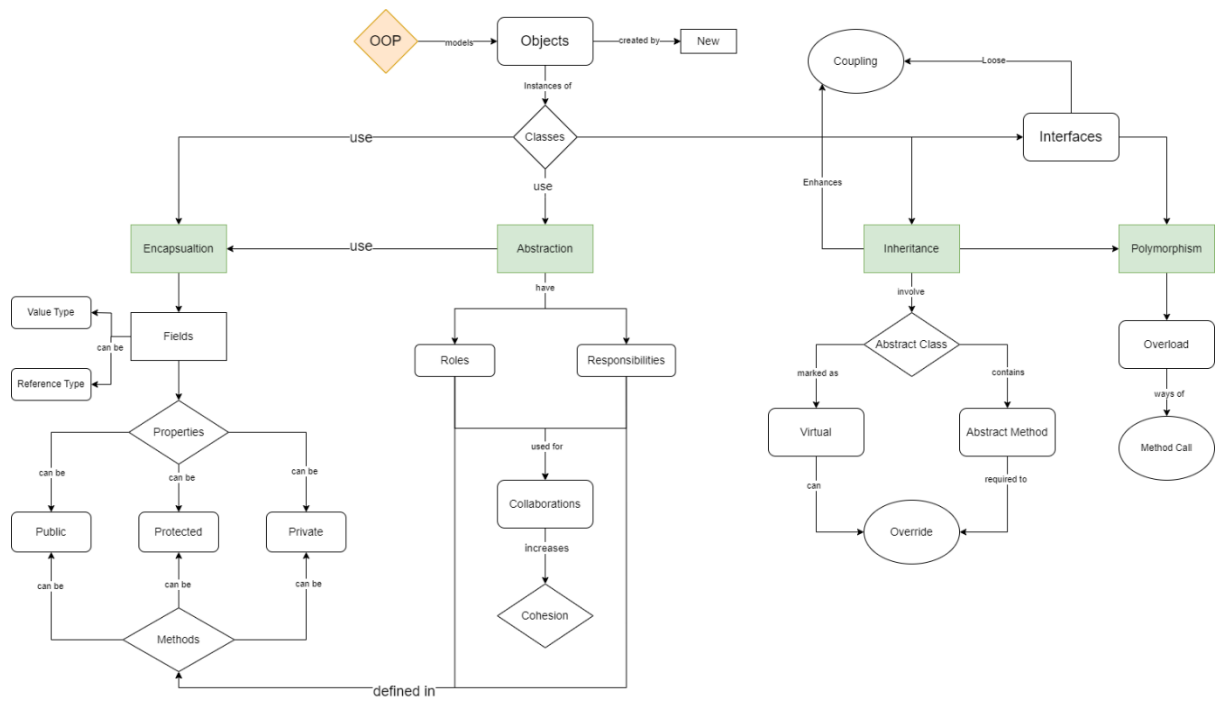 OOP
models
Objects
created by
New
Instances of
Coupling
Loose
use
Classes
Interfaces
use
Enhances
Encapsualtion
use
Abstraction
Inheritance
Polymorphism
have
involve
Value Type
can be
Fields
Reference Type
Roles
Responsibilities
Abstract Class
Overload
marked as
contains
ways of
Properties
used for
Virtual
Abstract Method
Method Call
can be
can be
can be
can
required to
Collaborations
Public
Protected
Private
increases
Override
can be
can be
can be
Cohesion
Methods
defined in